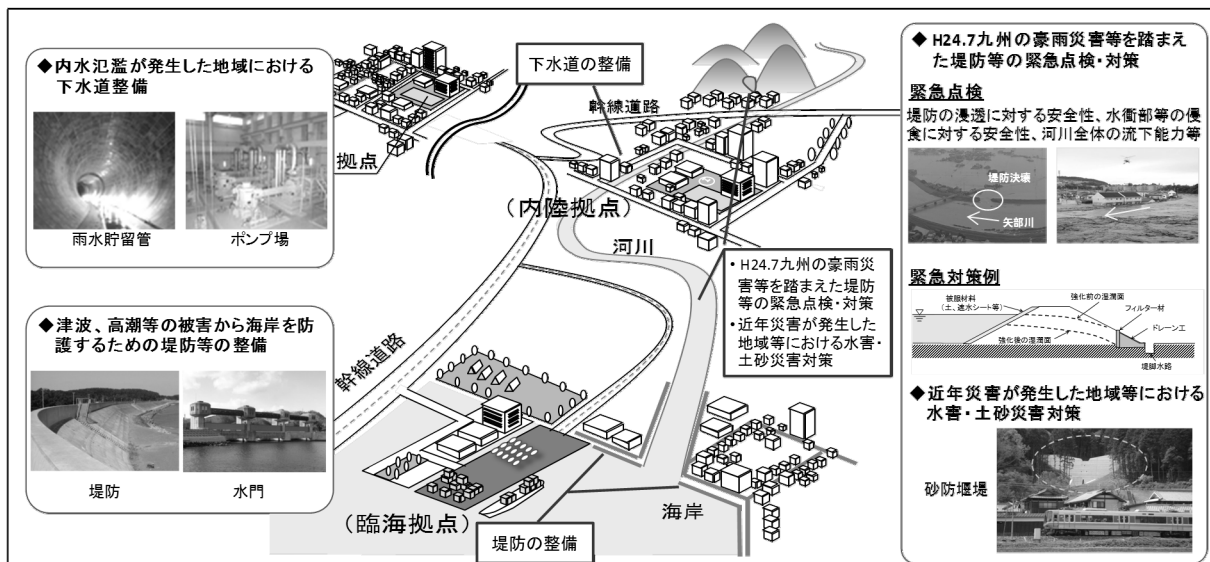 ◆内水氾濫が発生した地域における
下水道整備
雨水貯留管
ポンプ場
◆津波、高潮等の被害から海岸を防
護するための堤防等の整備
堤防
水門
下水道の整備
幹線道路
拠点
(内陸拠点)
河川
・H24.7九州の豪雨災
害等を踏まえた堤防
等の緊急点検・対策
・近年災害が発生した
地域等における水害・
土砂災害対策
幹線道路
(臨海拠点)
海岸
堤防の整備
◆H24.7九州の豪雨災害等を踏まえ
た堤防等の緊急点検・対策
緊急点検
堤防の浸透に対する安全性、水衝部等の侵
食に対する安全性、河川全体の流下能力等
堤防決壊
矢部川
緊急対策例
被服材料
(土、遮水シート等)
強化前の湿潤面
フィルター材
ドレーン工
強化後の湿潤面
堤脚水路
◆近年災害が発生した地域等における
水害・土砂災害対策
砂防堰堤